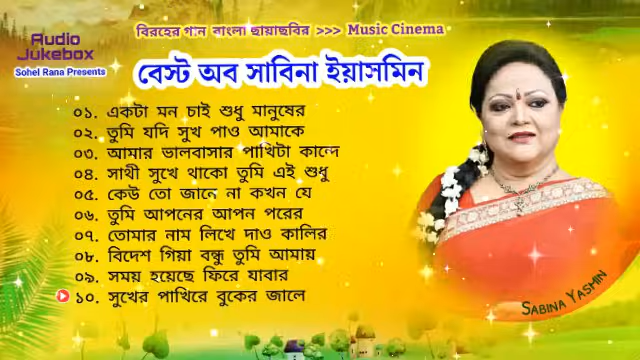 Audio Jukebox
Sohel Rana Presents
বিরহের গান বাংলা ছায়াছবির >>> Music Cinema
বেস্ট অব সাবিনা ইয়াসমিন
০১. একটা মন চাই শুধু মানুষের
০২. তুমি যদি সুখ পাও আমাকে
০৩. আমার ভালবাসার পাখিটা কান্দে
০৪. সাথী সুখে থাকো তুমি এই শুধু
০৫. কেউ তো জানে না কখন যে
০৬. তুমি আপনের আপন পরের
০৭. তোমার নাম লিখে দাও কালির
০৮. বিদেশ গিয়া বন্ধু তুমি আমায়
০৯. সময় হয়েছে ফিরে যাবার
১০. সুখের পাখিরে বুকের জালে
Sabina Yasmin